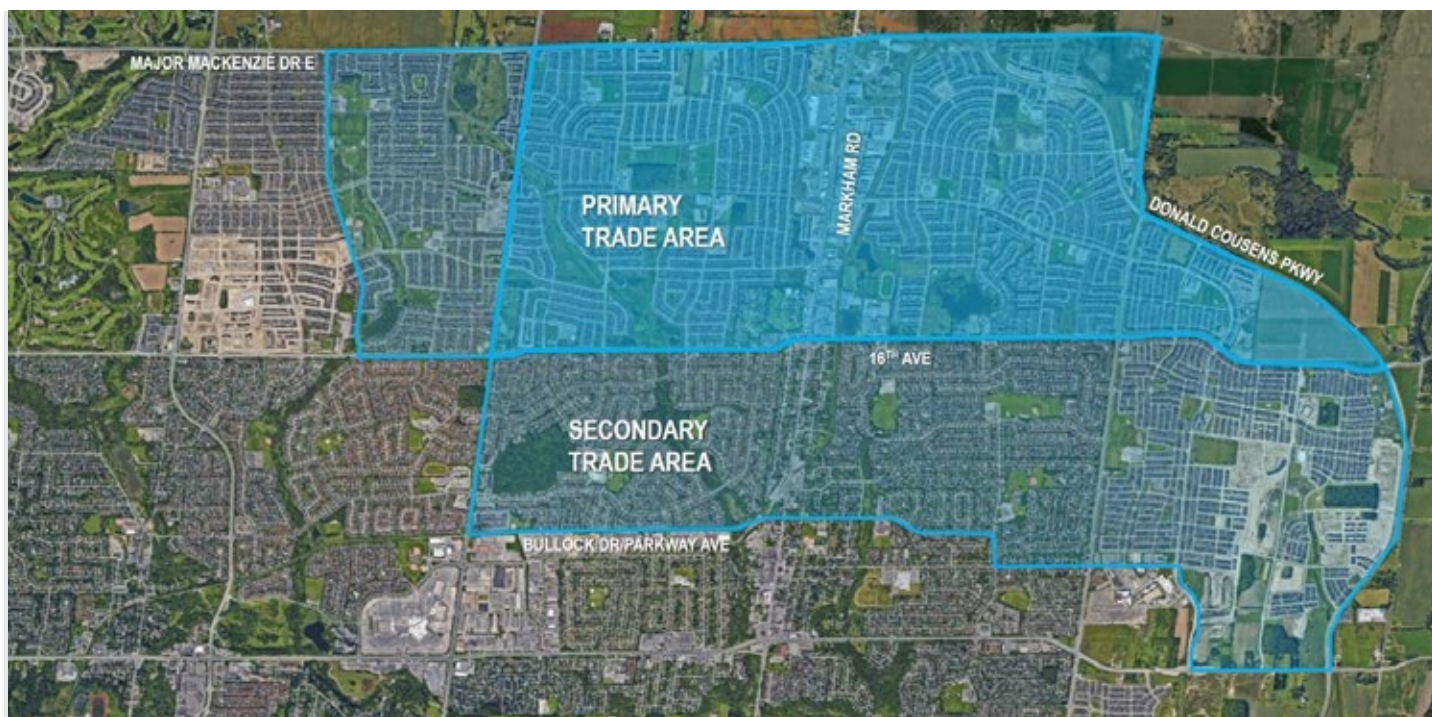 MAJOR MACKENZIE DR E
MARKHAM RD
PRIMARY
TRADE AREA
DONALD COUSENS PKWY
16TH AVE
SECONDARY
TRADE AREA
BULLOCK DR/PARKWAY AVE